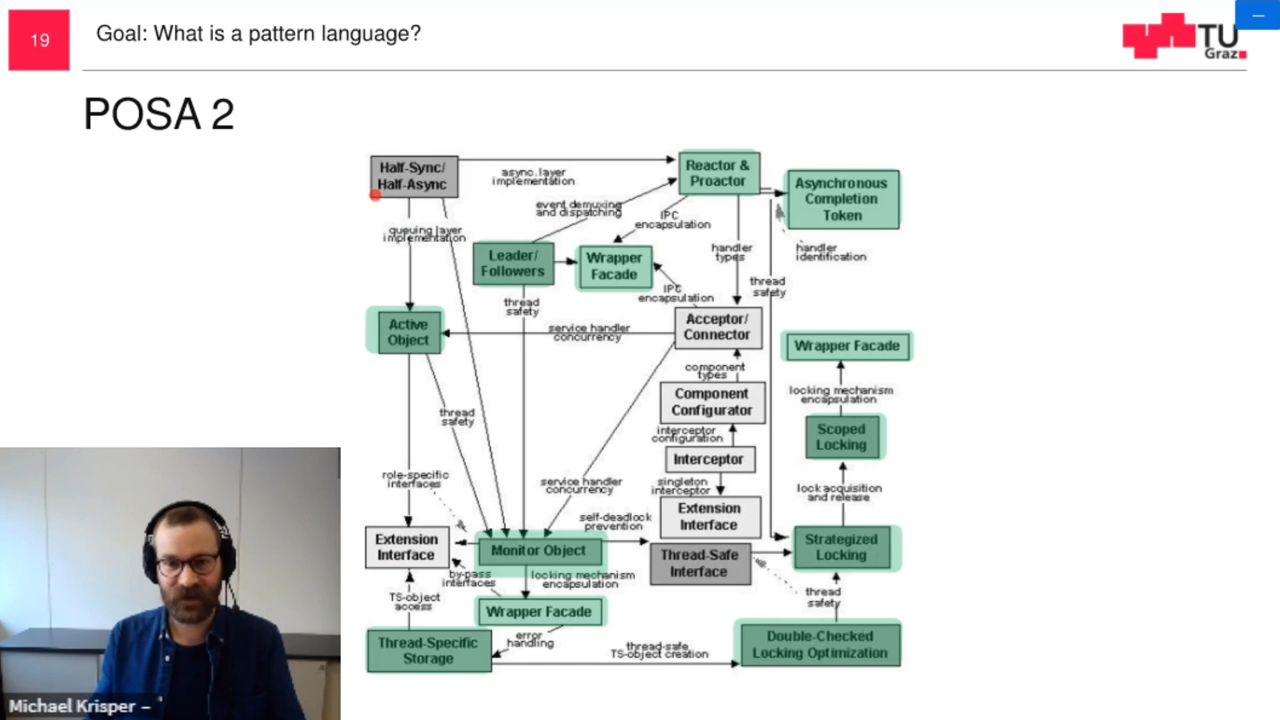 19
Goal: What is a pattern language?
TU
Graz
POSA 2
Half-Sync/
Half-Async
async. layer
implementation
Reactor &
Proactor
Asynchronous
Completion
Token
event demuxing
and dispatching
IPC
encapsulation
queuing layer
implementation
Leader/
Followers
Wrapper
Facade
handler
types
handler
identification
thread
safety
IPC
encapsulation
thread
safety
Active
Object
service handler
concurrency
Acceptor/
Connector
Wrapper Facade
component
types
Component
Configurator
locking mechanism
encapsulation
thread
safety
interceptor
configuration
Scoped
Locking
Interceptor
role-specific
interfaces
service handler
concurrency
singleton
interceptor
lock acquisition
and release
Extension
Interface
self-deadlock
prevention
Extension
Interface
Monitor Object
Thread-Safe
Interface
Strategized
Locking
by-pass
interfaces
locking mechanism
encapsulation
TS-object
access
thread
safety
Wrapper Facade
error
handling
Thread-Specific
Storage
thread-safe
TS-object creation
Double-Checked
Locking Optimization
Michael Krisper –